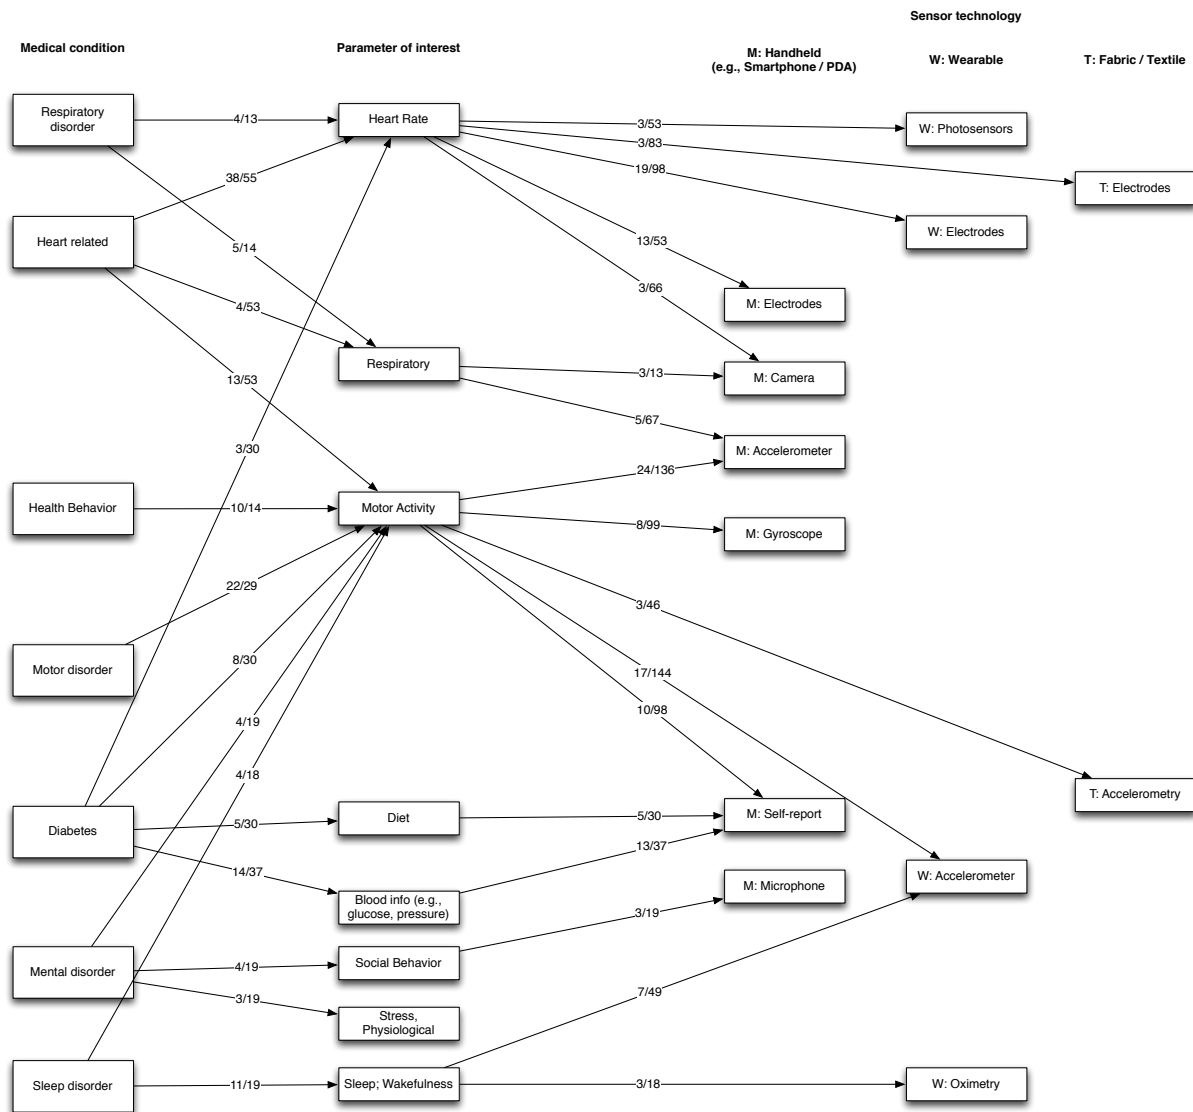 Sensor technology
Medical condition
Parameter of interest
M: Handheld
(e.g., Smartphone / PDA)
W: Wearable
T: Fabric / Textile
Respiratory
disorder
4/13
Heart Rate
3/53
W: Photosensors
3/83
19/98
T: Electrodes
38/55
Heart related
5/14
13/53
W: Electrodes
4/53
3/66
M: Electrodes
Respiratory
13/53
3/13
M: Camera
5/67
3/30
M: Accelerometer
24/136
Health Behavior
10/14
Motor Activity
8/99
M: Gyroscope
22/29
3/46
Motor disorder
8/30
17/144
4/19
10/98
4/18
T: Accelerometry
Diabetes
5/30
Diet
5/30
M: Self-report
13/37
14/37
W: Accelerometer
Blood info (e.g.,
glucose, pressure)
M: Microphone
3/19
Mental disorder
4/19
Social Behavior
3/19
7/49
Stress,
Physiological
Sleep disorder
11/19
Sleep; Wakefulness
3/18
W: Oximetry